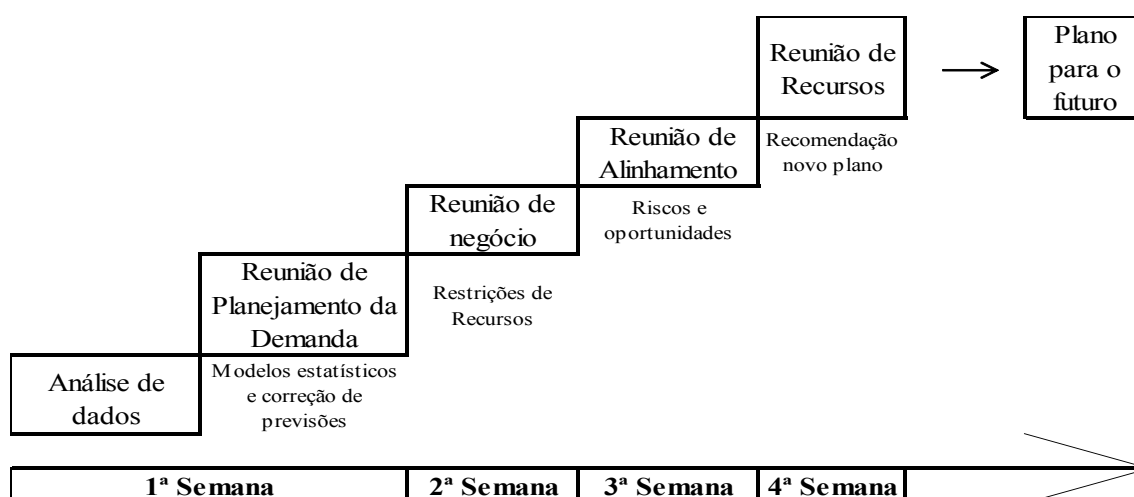 Reunião de
Recursos
Plano
para o
futuro
Reunião de
Alinhamento
Recomendação
novo plano
Reunião de
negócio
Riscos e
oportunidades
Reunião de
Planejamento da
Demanda
Restrições de
Recursos
Análise de
dados
Modelos estatísticos
e correção de
previsões
1ª Semana
2ª Semana
3ª Semana
4ª Semana